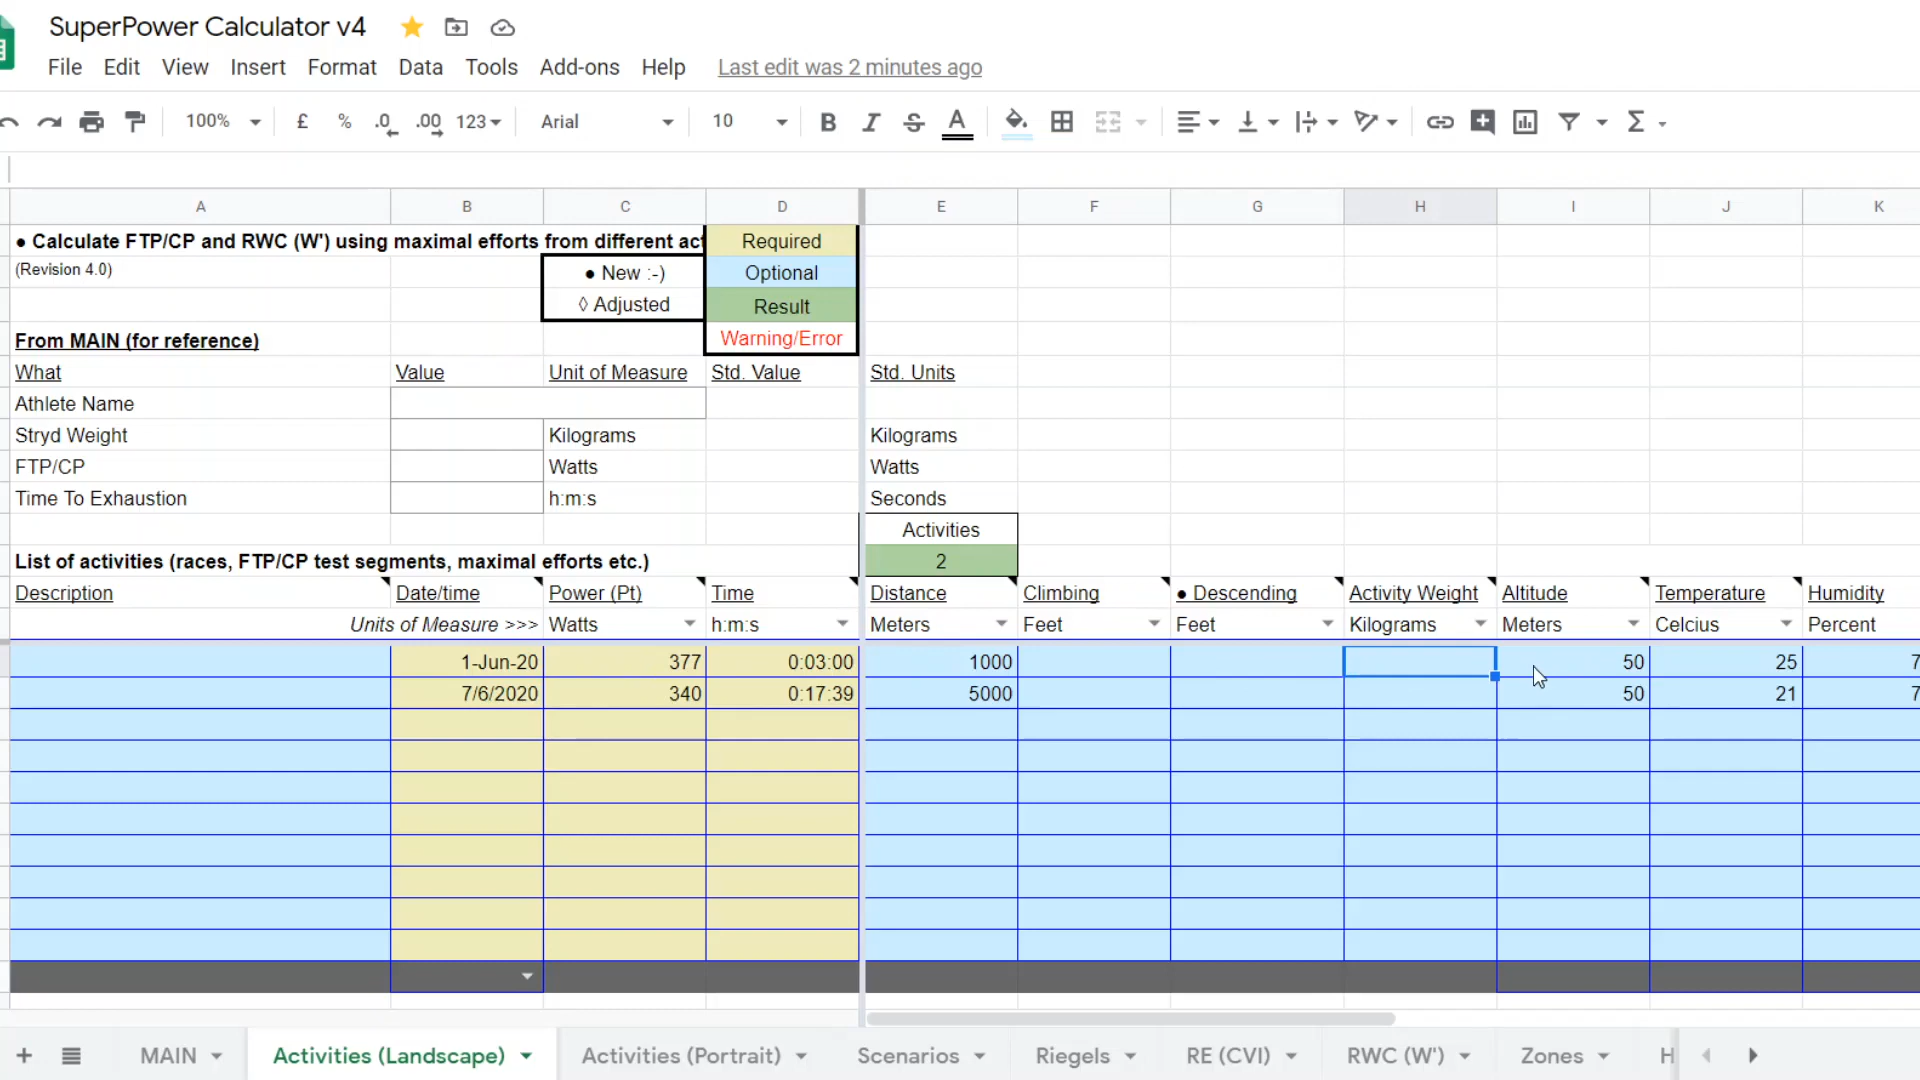 SuperPower Calculator v4
File Edit View Insert Format Data Tools Add-ons Help Last edit was 2 minutes ago
100% £ % .0 .00 123 Arial 10 B I S A Σ
A B C D E F G H I J K
● Calculate FTP/CP and RWC (W') using maximal efforts from different act Required
(Revision 4.0) ● New :-) Optional
◊ Adjusted Result
From MAIN (for reference) Warning/Error
What Value Unit of Measure Std. Value Std. Units
Athlete Name
Stryd Weight Kilograms Kilograms
FTP/CP Watts Watts
Time To Exhaustion h:m:s Seconds
Activities
List of activities (races, FTP/CP test segments, maximal efforts etc.) 2
Description Date/time Power (Pt) Time Distance Climbing ● Descending Activity Weight Altitude Temperature Humidity
Units of Measure >>> Watts h:m:s Meters Feet Feet Kilograms Meters Celcius Percent
1-Jun-20 377 0:03:00 1000 50 25 7
7/6/2020 340 0:17:39 5000 50 21 7
MAIN Activities (Landscape) Activities (Portrait) Scenarios Riegels RE (CVI) RWC (W') Zones H